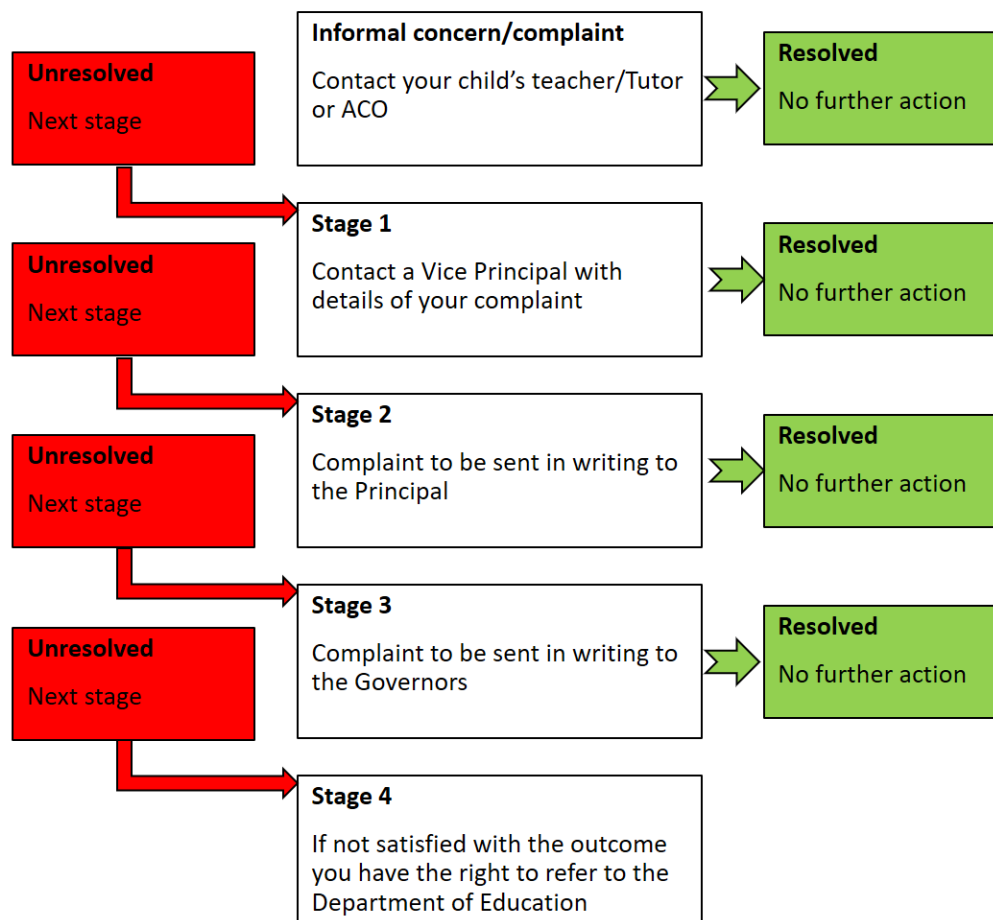 Informal concern/complaint
Contact your child's teacher/Tutor
or ACO
Resolved
No further action
Unresolved
Next stage
Stage 1
Contact a Vice Principal with
details of your complaint
Resolved
No further action
Unresolved
Next stage
Stage 2
Complaint to be sent in writing to
the Principal
Resolved
No further action
Unresolved
Next stage
Stage 3
Complaint to be sent in writing to
the Governors
Resolved
No further action
Unresolved
Next stage
Stage 4
If not satisfied with the outcome
you have the right to refer to the
Department of Education